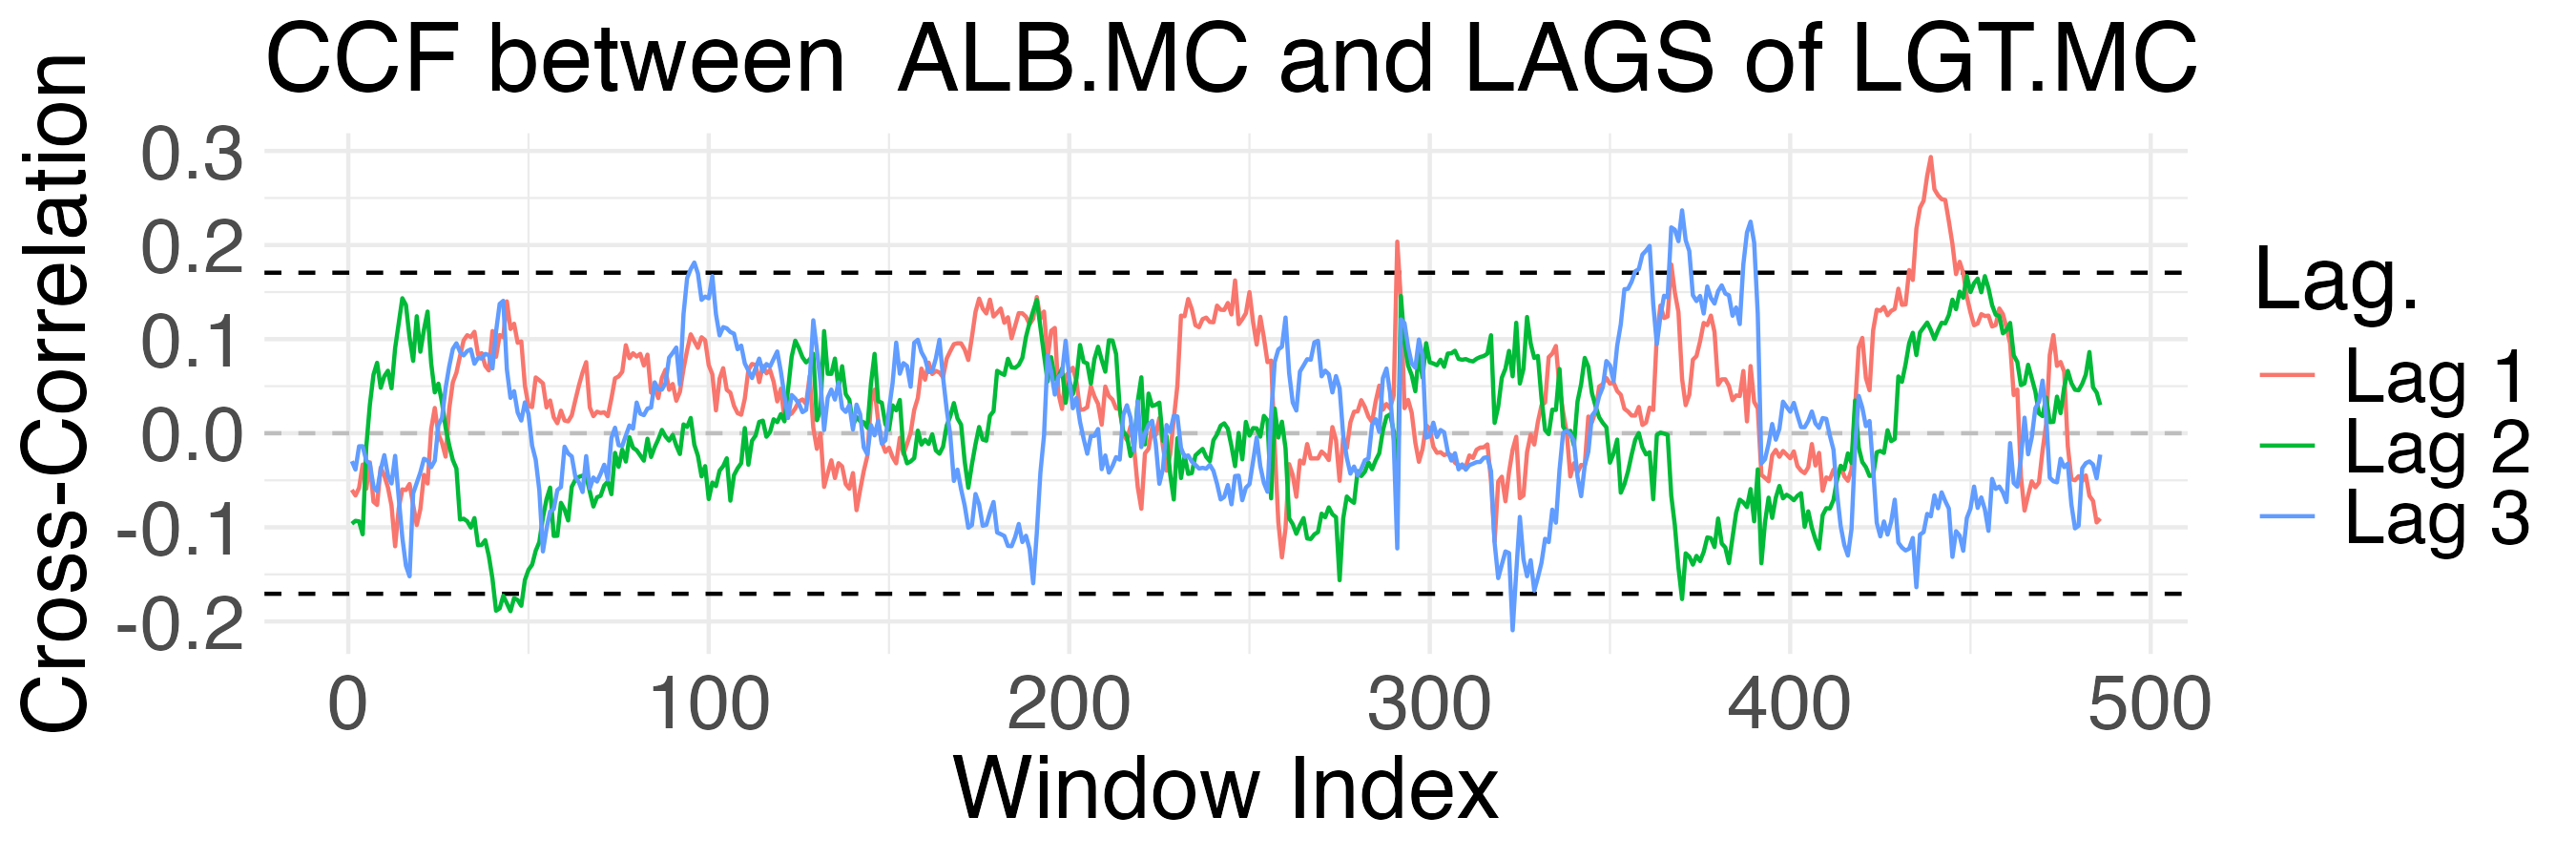 CCF between  ALB.MC and LAGS of LGT.MC
Cross-Correlation
0.3
0.2
0.1
0.0
-0.1
-0.2
0 100 200 300 400 500
Window Index
Lag.
Lag 1
Lag 2
Lag 3